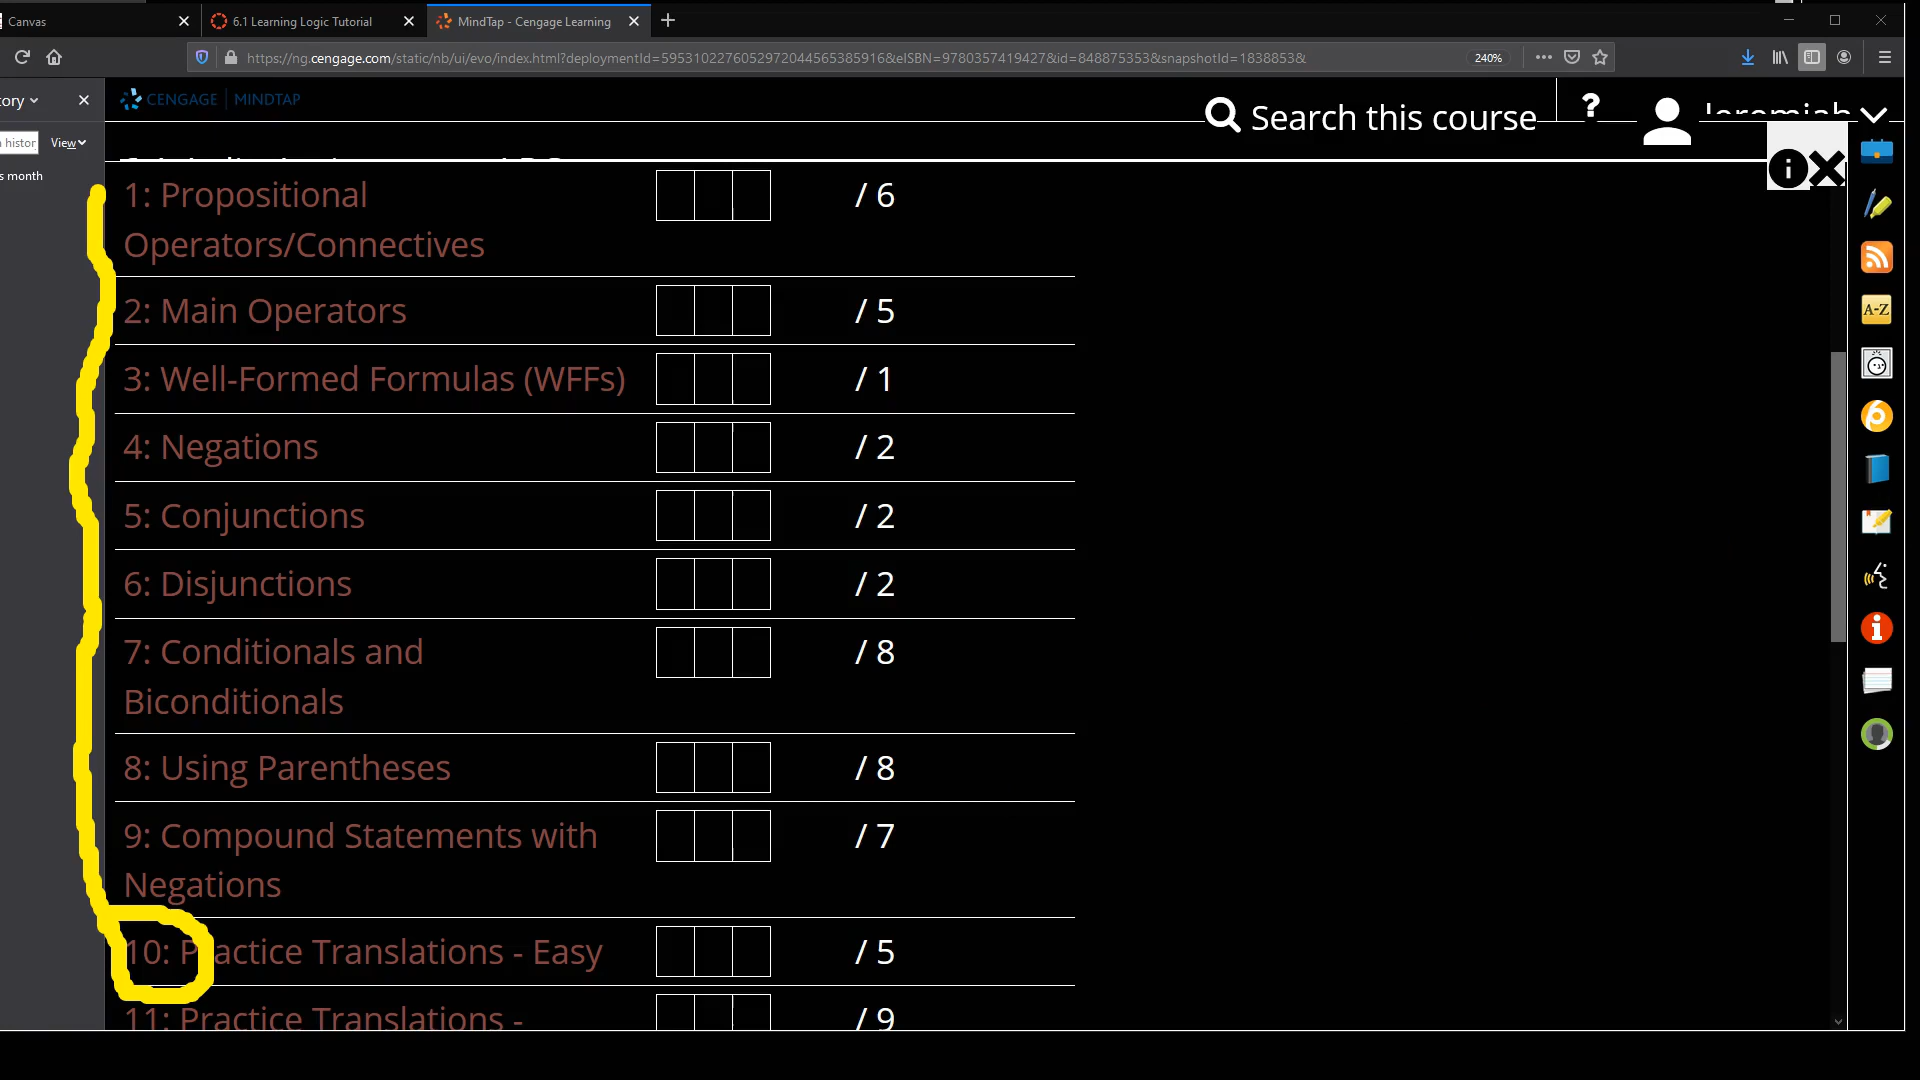 Canvas
6.1 Learning Logic Tutorial
MindTap - Cengage Learning
https://ng.cengage.com/static/nb/ui/evo/index.html?deploymentId=5953102276052972044565385916&eISBN=9780357419427&id=848875353&snapshotId=1838853&
240%
ory
CENGAGE MINDTAP
Search this course
?
Jeremiah
histor
View
s month
1: Propositional Operators/Connectives
/ 6
2: Main Operators
/ 5
3: Well-Formed Formulas (WFFs)
/ 1
4: Negations
/ 2
5: Conjunctions
/ 2
6: Disjunctions
/ 2
7: Conditionals and Biconditionals
/ 8
8: Using Parentheses
/ 8
9: Compound Statements with Negations
/ 7
10: Practice Translations - Easy
/ 5
11: Practice Translations -
/ 9
A-Z